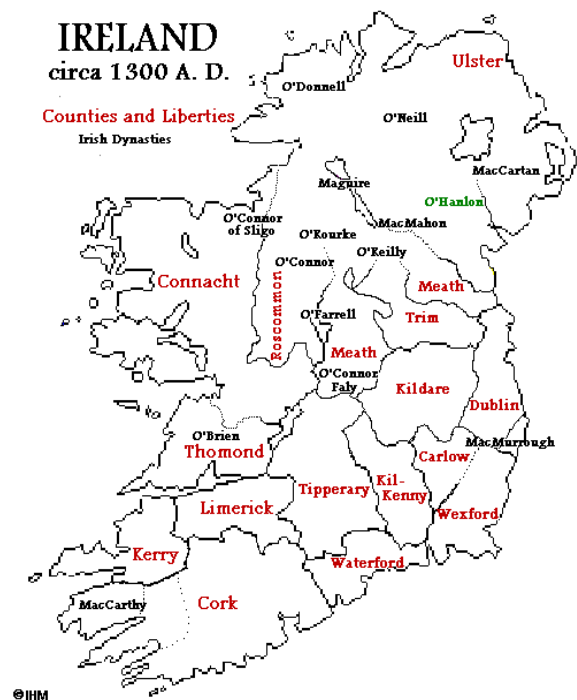 IRELAND
circa 1300 A. D.
Counties and Liberties
Irish Dynasties
Ulster
O'Donnell
O'Neill
MacCartan
Maguire
O'Hanlon
O'Connor
of Sligo
MacMahon
O'Rourke
O'Reilly
O'Connor
Connacht
Roscommon
Meath
O'Farrell
Trim
Meath
O'Connor
Faly
Kildare
Dublin
O'Brien
Thomond
MacMurrough
Carlow
Tipperary
Kil-
Kenny
Limerick
Wexford
Kerry
Waterford
MacCarthy
Cork
©IHM